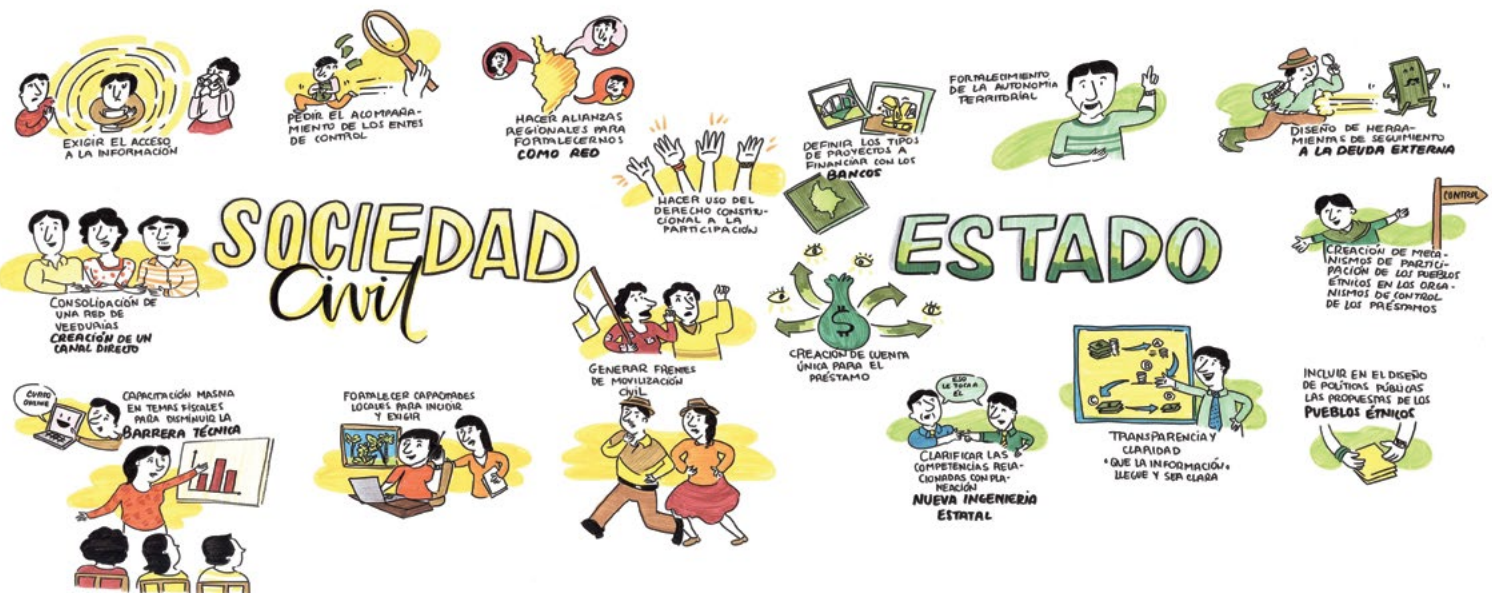 EXIGIR EL ACCESO
A LA INFORMACIÓN
PEDIR EL ACOMPAÑA-
MIENTO DE LOS ENTES
DE CONTROL
HACER ALIANZAS
REGIONALES PARA
FORTALECERNOS
COMO RED
HACER USO DEL
DERECHO CONSTITU-
CIONAL A LA
PARTICIPACIÓN
SOCIEDAD
Civil
CONSOLIDACIÓN DE
UNA RED DE
VEEDURÍAS
CREACIÓN DE UN
CANAL DIRECTO
GENERAR FRENTES
DE MOVILIZACIÓN
CIVIL
CURSO
ONLINE
CAPACITACIÓN MASIVA
EN TEMAS FISCALES
PARA DISMINUIR LA
BARRERA TÉCNICA
FORTALECER CAPACIDADES
LOCALES PARA INCIDIR
Y EXIGIR
DEFINIR LOS TIPOS
DE PROYECTOS A
FINANCIAR CON LOS
BANCOS
FORTALECIMIENTO
DE LA AUTONOMÍA
TERRITORIAL
DISEÑO DE HERRA-
MIENTAS DE SEGUIMIENTO
A LA DEUDA EXTERNA
ESTADO
CONTROL
CREACIÓN DE MECA-
NISMOS DE PARTICI-
PACIÓN DE LOS PUEBLOS
ÉTNICOS EN LOS ORGA-
NISMOS DE CONTROL
DE LOS PRÉSTAMOS
$
CREACIÓN DE CUENTA
ÚNICA PARA EL
PRÉSTAMO
ESO
LE TOCA A
EL
CLARIFICAR LAS
COMPETENCIAS RELA-
CIONADAS CON PLA-
NEACIÓN
NUEVA INGENIERÍA
ESTATAL
A
B
C
TRANSPARENCIA Y
CLARIDAD
"QUE LA INFORMACIÓN"
LLEGUE Y SEA CLARA
INCLUIR EN EL DISEÑO
DE POLÍTICAS PÚBLICAS
LAS PROPUESTAS DE LOS
PUEBLOS ÉTNICOS